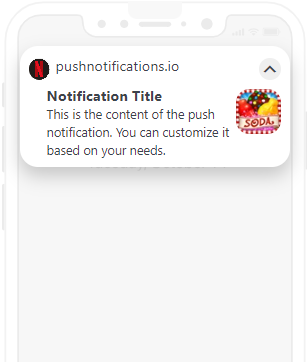 pushnotifications.io
Notification Title
This is the content of the push
notification. You can customize it
based on your needs.
SODA